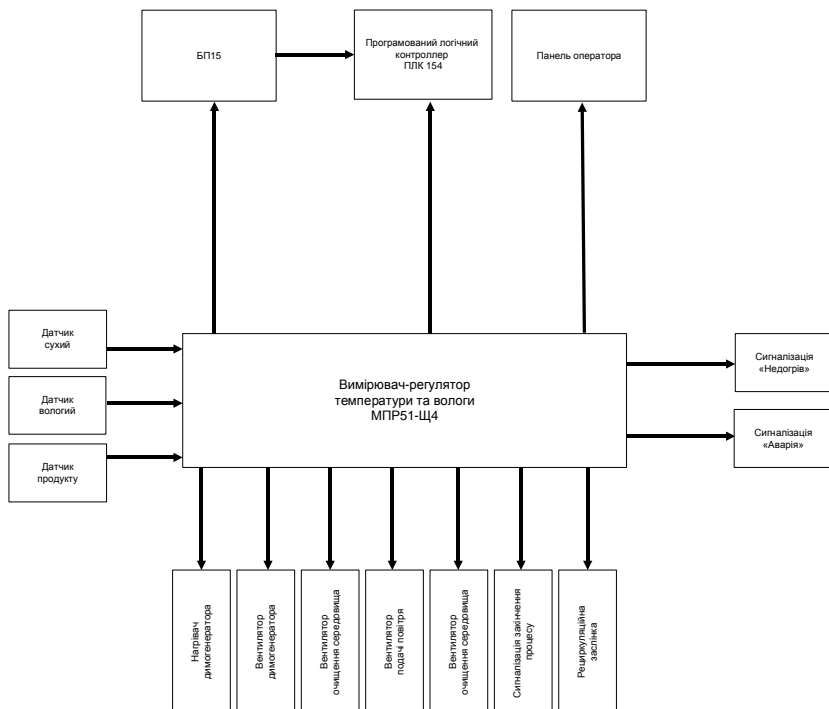 БП15
Програмований логічний
контроллер
ПЛК 154
Панель оператора
Датчик
сухий
Датчик
вологий
Датчик
продукту
Вимірювач-регулятор
температури та вологи
МПР51-Щ4
Сигналізація
«Недогрів»
Сигналізація
«Аварія»
Нагрівач
димогенератора
Вентилятор
димогенератора
Вентилятор
очищення середовища
Вентилятор
подачі повітря
Вентилятор
очищення середовища
Сигналізація закінчення
процесу
Рециркуляційна
заспінка